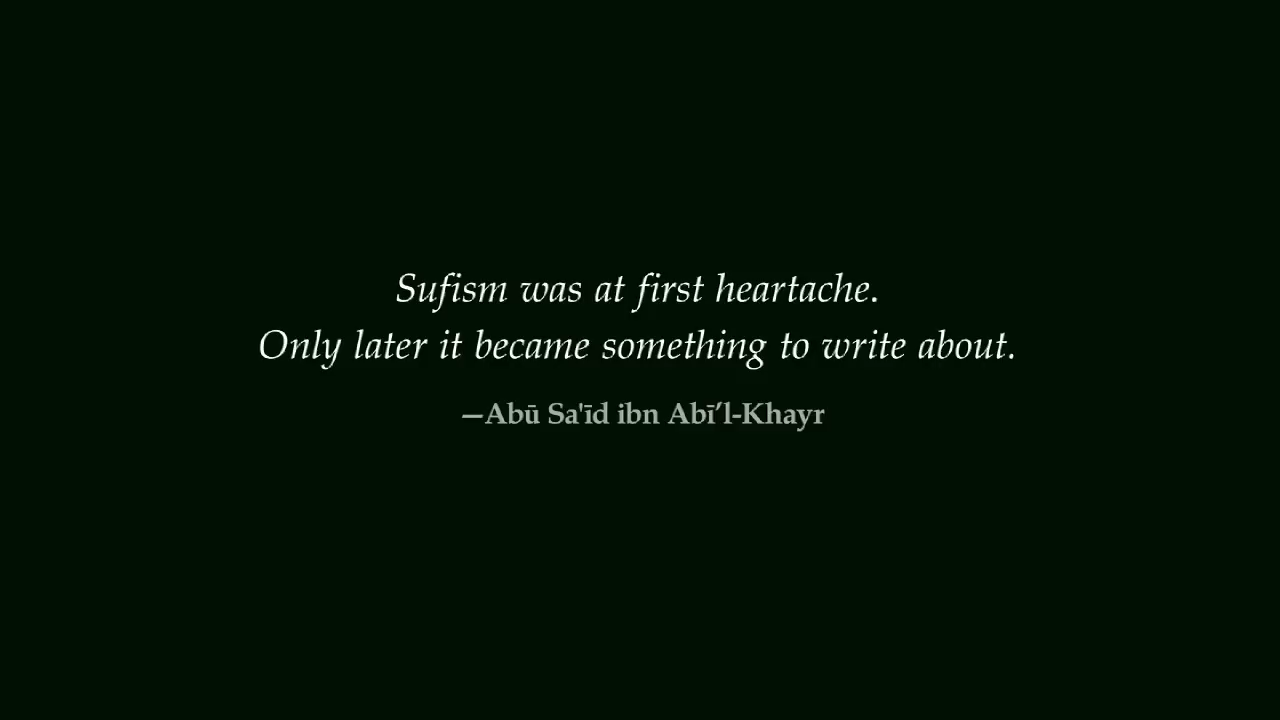 Sufism was at first heartache.
Only later it became something to write about.
—Abū Sa'īd ibn Abī’l-Khayr